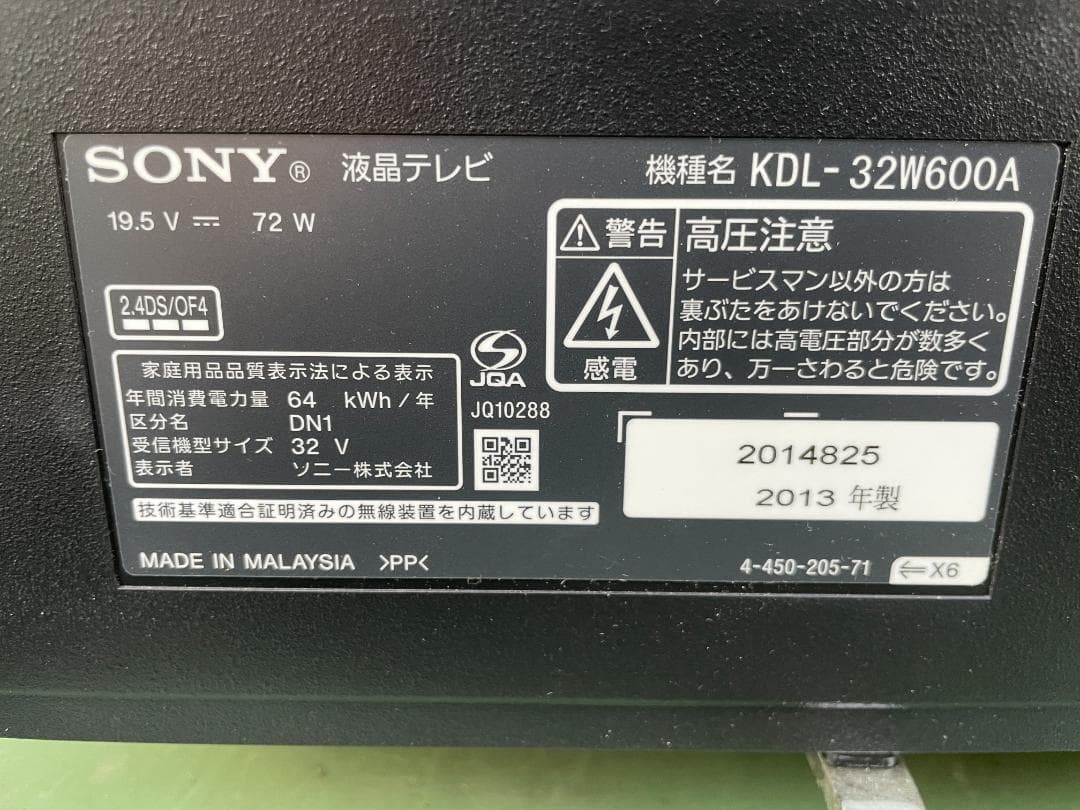 SONY® 液晶テレビ
機種名 KDL-32W600A
19.5 V ⎓ 72 W
2.4DS/OF4
⚠警告 高圧注意
感電
サービスマン以外の方は
裏ぶたをあけないでください。
内部には高電圧部分が数多く
あり、万一さわると危険です。
家庭用品品質表示法による表示
年間消費電力量 64 kWh/年
区分名 DN1
受信機型サイズ 32 V
表示者 ソニー株式会社
JQA
JQ10288
技術基準適合証明済みの無線装置を内蔵しています
2014825
2013 年製
MADE IN MALAYSIA >PP<
4-450-205-71
⇐X6